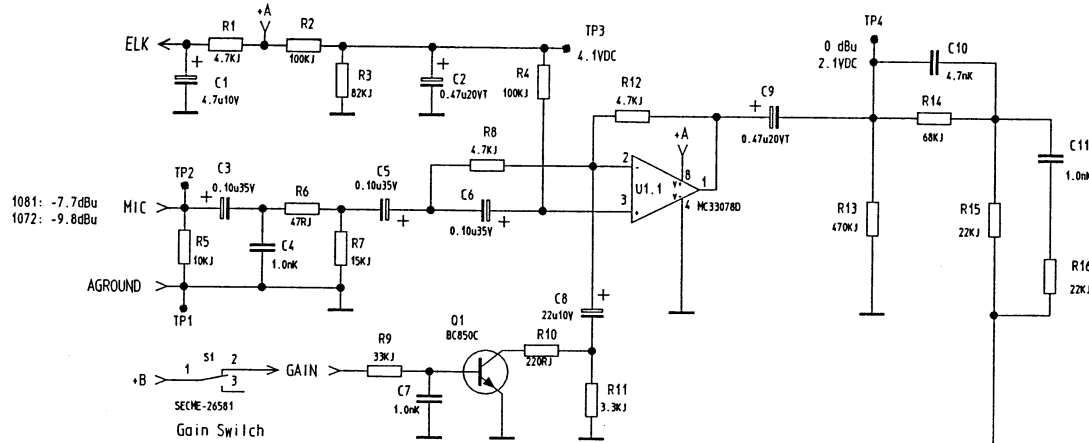 ELK
R1
4.7KJ
+A
R2
100KJ
C1
4.7u10V
R3
82KJ
+
C2
0.47u20VT
TP3
4.1VDC
R4
100KJ
R12
4.7KJ
C9
+
0.47u20VT
TP4
0 dBu
2.1VDC
C10
4.7nK
R14
68KJ
C11
1.0nK
R8
4.7KJ
+A
2
-
3
+
U1.1
8
V+
V-
4
1
MC33078D
1081: -7.7dBu
1072: -9.8dBu
MIC
TP2
C3
+
0.10u35V
R5
10KJ
C4
1.0nK
R6
47RJ
R7
15KJ
C5
0.10u35V
+
C6
+
0.10u35V
R13
470KJ
R15
22KJ
R16
22KJ
AGROUND
TP1
C8
22u10V
+
Q1
BC850C
R10
220RJ
R11
3.3KJ
+B
1
S1
2
3
SECME-26581
Gain Switch
GAIN
R9
33KJ
C7
1.0nK